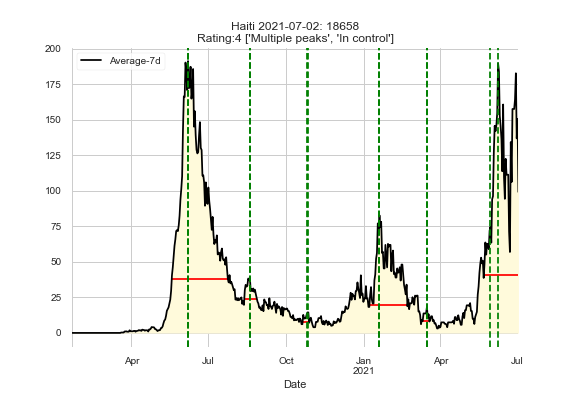 Haiti 2021-07-02: 18658
Rating:4 ['Multiple peaks', 'In control']
Average-7d
200
175
150
125
100
75
50
25
0
Apr
Jul
Oct
Jan
2021
Apr
Jul
Date